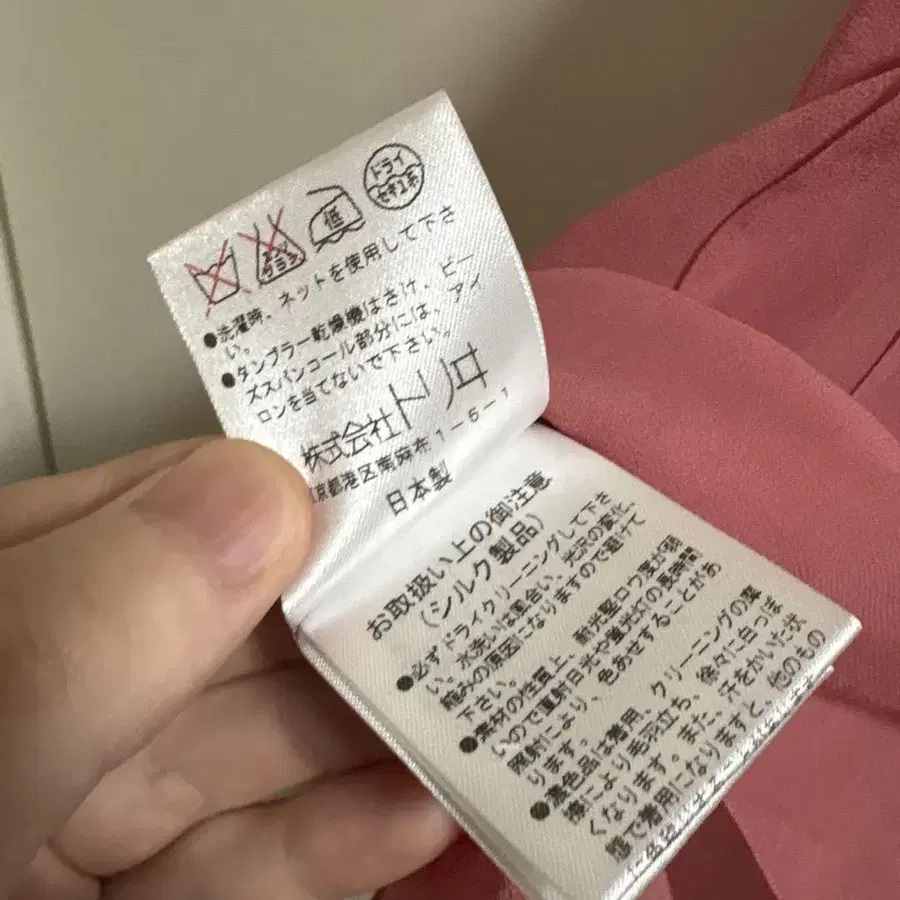 ドライ
セキユ系
エンソ
サラシ
低
●洗濯時、ネットを使用して下さ
い。
●タンブラー乾燥機はさけ、ビー
ズスパンコール部分には、アイ
ロンを当てないで下さい。
株式会社
京都港区南麻布1-5-1
日本製
お取扱い上の御注意
(シルク製品)
●必ずドライクリーニングして下さ
い。水洗いは風合い、光沢の変化、
縮みの原因になりますので避けて
下さい。
●素材の性質上、耐光堅ロウ度が弱
いので直射日光や蛍光灯の長時間
照射により、色あせすることがあ
ります。
●濃色品は着用、クリーニングの摩
擦により毛羽立ち、徐々に白っぽ
くなります。また、汗をかいた状
態で着用になりますと、他のもの